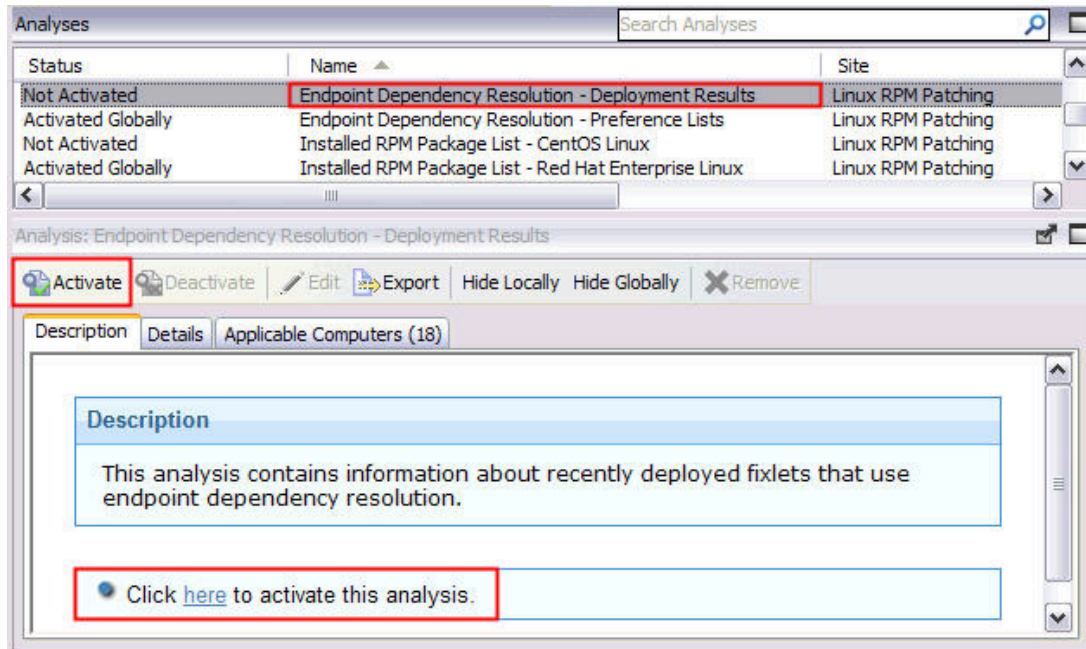 Analyses Search Analyses
Status Name Site
Not Activated Endpoint Dependency Resolution - Deployment Results Linux RPM Patching
Activated Globally Endpoint Dependency Resolution - Preference Lists Linux RPM Patching
Not Activated Installed RPM Package List - CentOS Linux Linux RPM Patching
Activated Globally Installed RPM Package List - Red Hat Enterprise Linux Linux RPM Patching
Analysis: Endpoint Dependency Resolution - Deployment Results
Activate Deactivate Edit Export Hide Locally Hide Globally Remove
Description Details Applicable Computers (18)
Description
This analysis contains information about recently deployed fixlets that use
endpoint dependency resolution.
Click here to activate this analysis.